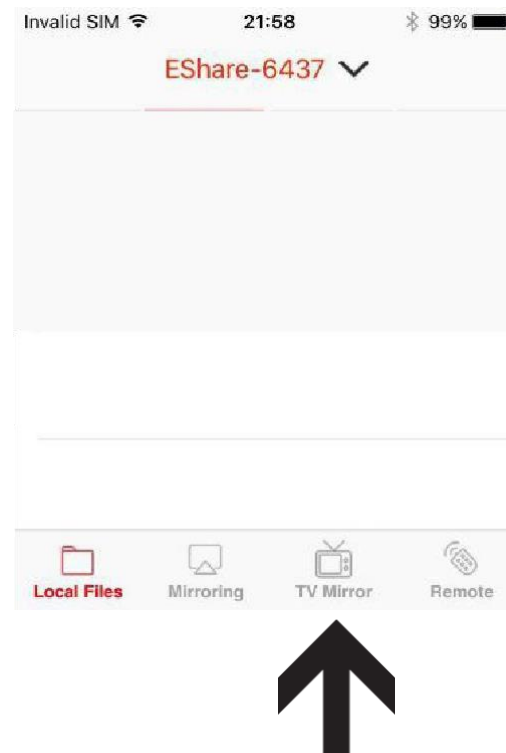 Invalid SIM 21:58 99%
EShare-6437
Local Files Mirroring TV Mirror Remote